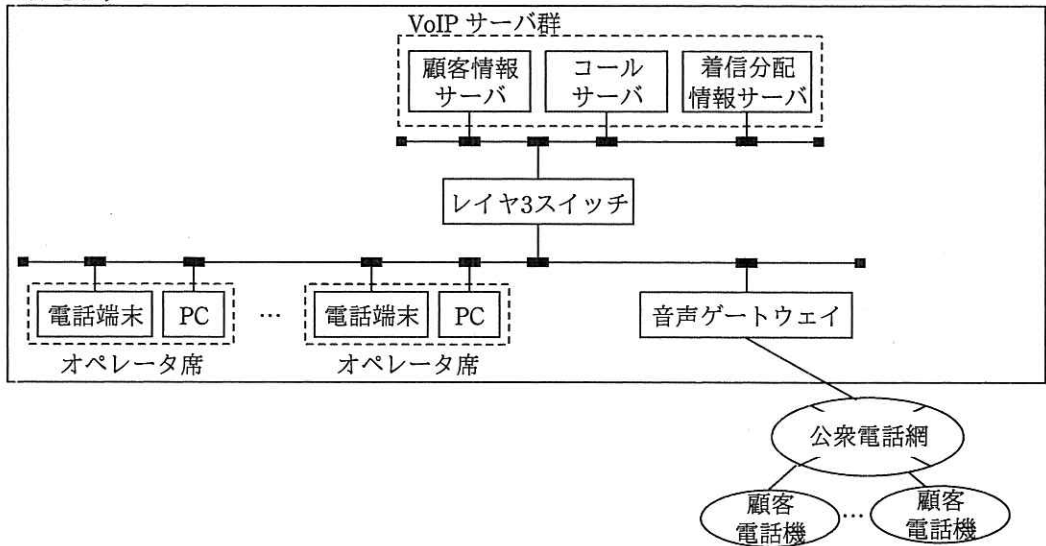 VoIP サーバ群
顧客情報
サーバ
コール
サーバ
着信分配
情報サーバ
レイヤ3スイッチ
電話端末
PC
…
電話端末
PC
音声ゲートウェイ
オペレータ席
オペレータ席
公衆電話網
顧客
電話機
…
顧客
電話機